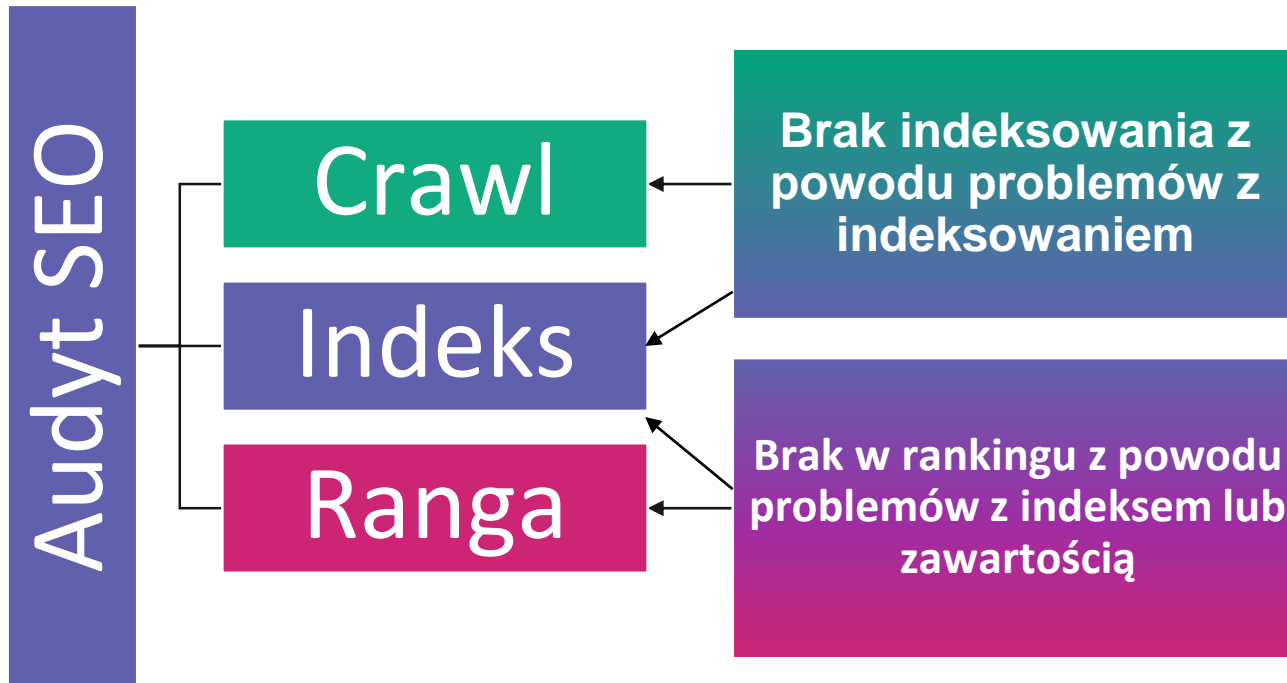 Audyt SEO
Crawl
Indeks
Ranga
Brak indeksowania z
powodu problemów z
indeksowaniem
Brak w rankingu z powodu
problemów z indeksem lub
zawartością